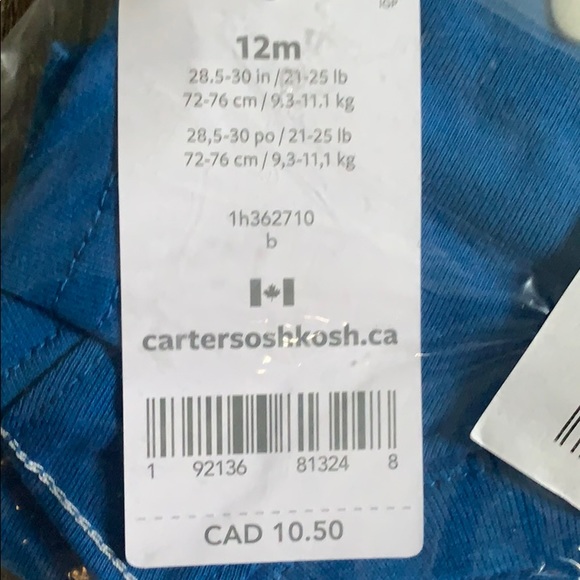 IGP
12m
28.5-30 in / 21-25 lb
72-76 cm / 9.3-11.1 kg
28,5-30 po / 21-25 lb
72-76 cm / 9,3-11,1 kg
1h362710
b
cartersoshkosh.ca
1 92136 81324 8
CAD 10.50